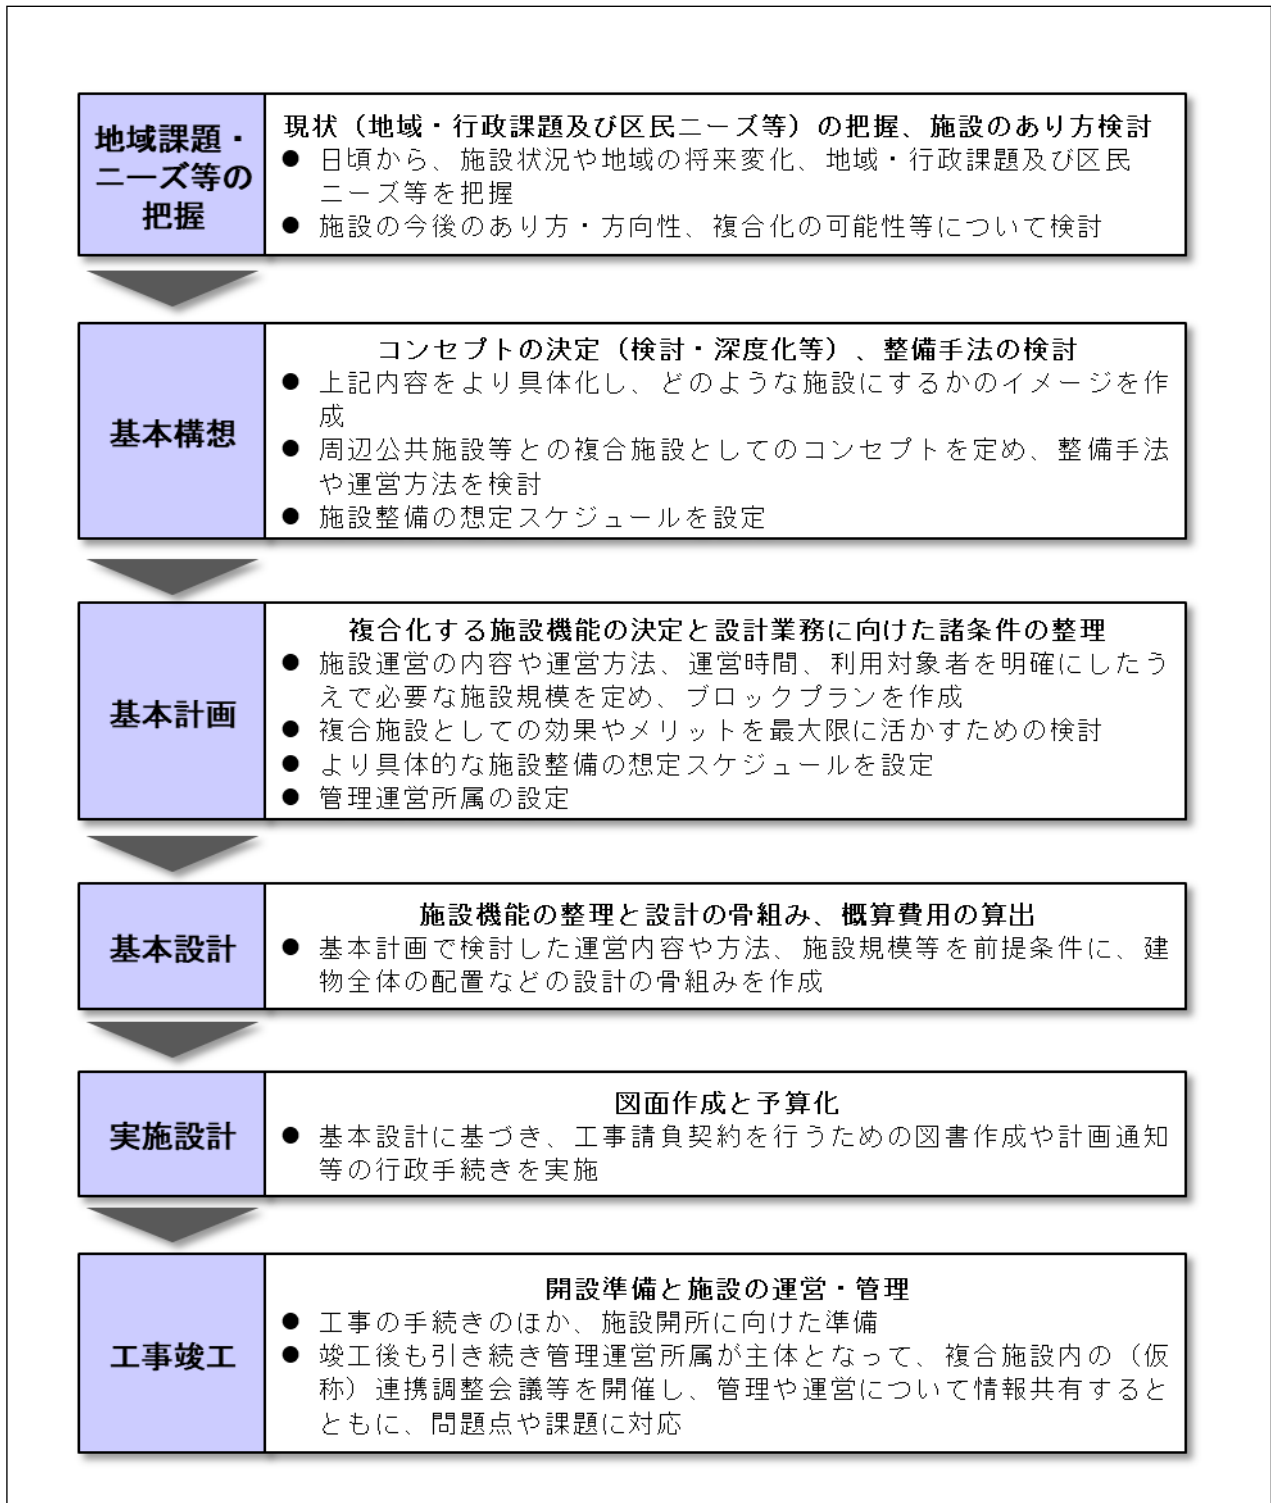 地域課題・
ニーズ等の
把握
現状（地域・行政課題及び区民ニーズ等）の把握、施設のあり方検討
● 日頃から、施設状況や地域の将来変化、地域・行政課題及び区民
ニーズ等を把握
● 施設の今後のあり方・方向性、複合化の可能性等について検討
基本構想
コンセプトの決定（検討・深度化等）、整備手法の検討
● 上記内容をより具体化し、どのような施設にするかのイメージを作
成
● 周辺公共施設等との複合施設としてのコンセプトを定め、整備手法
や運営方法を検討
● 施設整備の想定スケジュールを設定
基本計画
複合化する施設機能の決定と設計業務に向けた諸条件の整理
● 施設運営の内容や運営方法、運営時間、利用対象者を明確にしたう
えで必要な施設規模を定め、ブロックプランを作成
● 複合施設としての効果やメリットを最大限に活かすための検討
● より具体的な施設整備の想定スケジュールを設定
● 管理運営所属の設定
基本設計
施設機能の整理と設計の骨組み、概算費用の算出
● 基本計画で検討した運営内容や方法、施設規模等を前提条件に、建
物全体の配置などの設計の骨組みを作成
実施設計
図面作成と予算化
● 基本設計に基づき、工事請負契約を行うための図書作成や計画通知
等の行政手続きを実施
工事竣工
開設準備と施設の運営・管理
● 工事の手続きのほか、施設開所に向けた準備
● 竣工後も引き続き管理運営所属が主体となって、複合施設内の（仮
称）連携調整会議等を開催し、管理や運営について情報共有すると
ともに、問題点や課題に対応